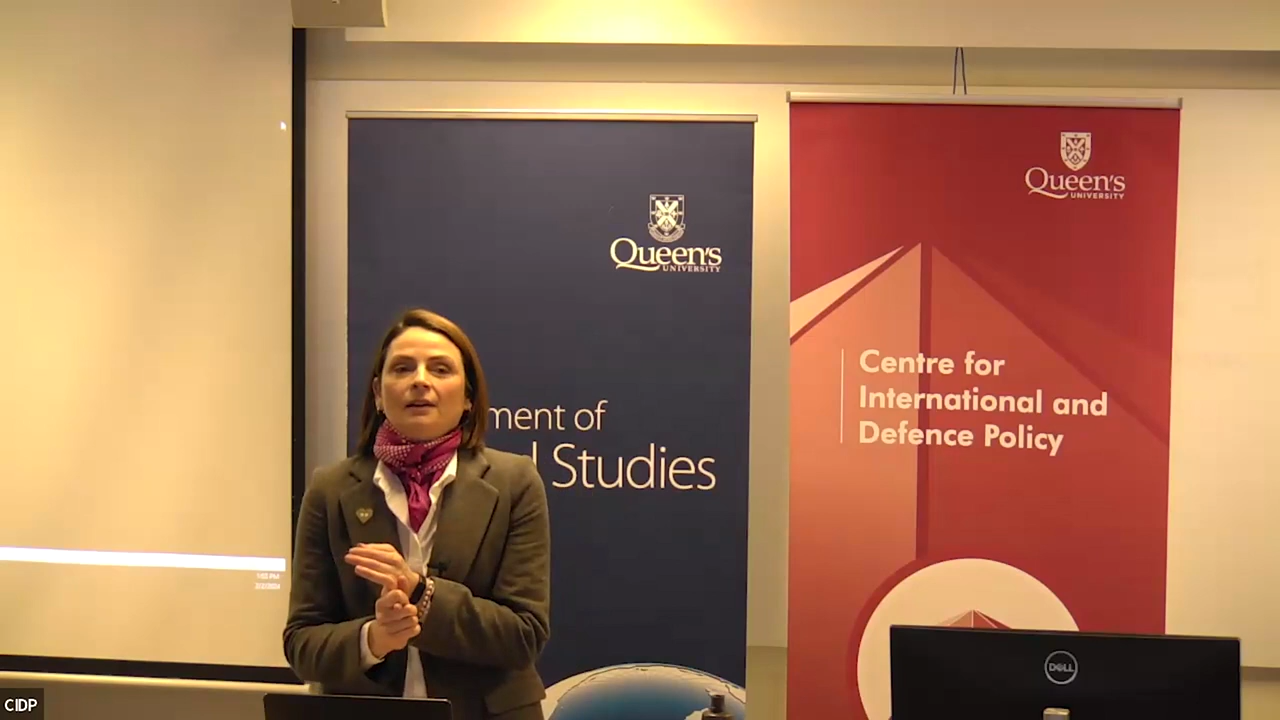 Queen's
UNIVERSITY
ment of
l Studies
Queen's
UNIVERSITY
Centre for
International and
Defence Policy
DELL
CIDP